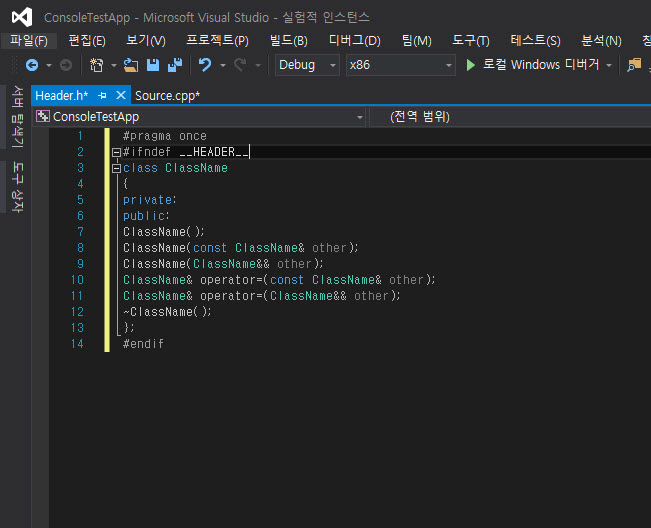 ConsoleTestApp - Microsoft Visual Studio - 실험적 인스턴스
파일(F) 편집(E) 보기(V) 프로젝트(P) 빌드(B) 디버그(D) 팀(M) 도구(T) 테스트(S) 분석(N) 창
Debug x86 로컬 Windows 디버거
서버 탐색기
도구 상자
Header.h* Source.cpp*
ConsoleTestApp (전역 범위)
1 #pragma once
2 #ifndef __HEADER__
3 class ClassName
4 {
5 private:
6 public:
7 ClassName();
8 ClassName(const ClassName& other);
9 ClassName(ClassName&& other);
10 ClassName& operator=(const ClassName& other);
11 ClassName& operator=(ClassName&& other);
12 ~ClassName();
13 };
14 #endif